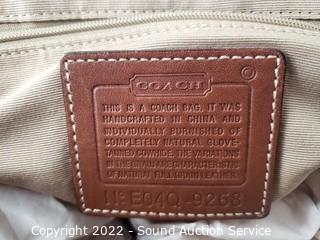 COACH
THIS IS A COACH BAG. IT WAS
HANDCRAFTED IN CHINA AND
INDIVIDUALLY BURNISHED OF
COMPLETELY NATURAL GLOVE-
TANNED COWHIDE. THE VARIATIONS
IN THE GRAIN ARE CHARACTERISTIC
OF NATURAL FULL GRAIN LEATHER.
Nº E04Q-9268
Copyright 2022 - Sound Auction Service